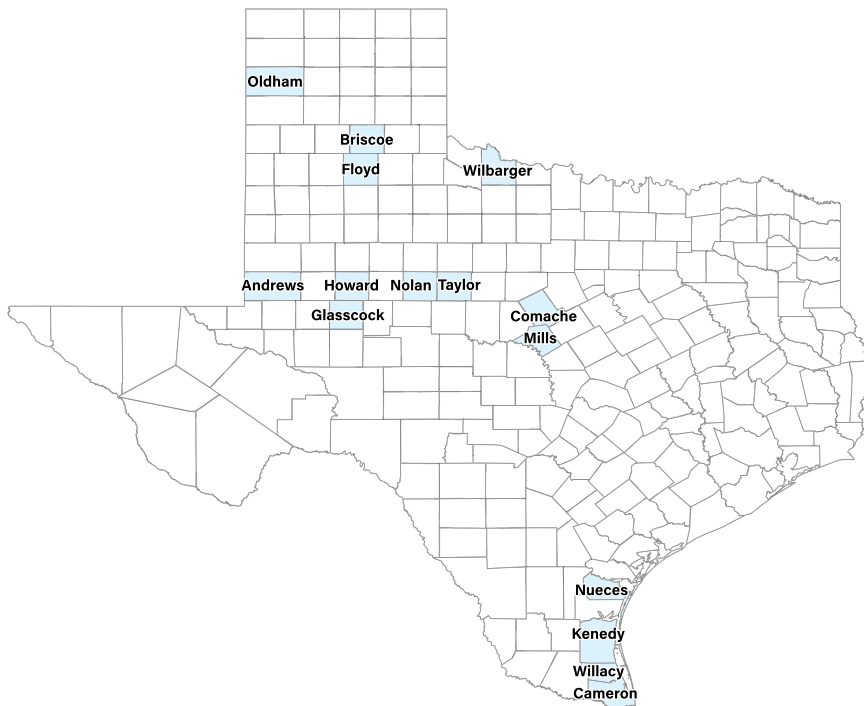 Oldham
Briscoe
Floyd
Wilbarger
Andrews
Howard
Nolan
Taylor
Glasscock
Comache
Mills
Nueces
Kenedy
Willacy
Cameron